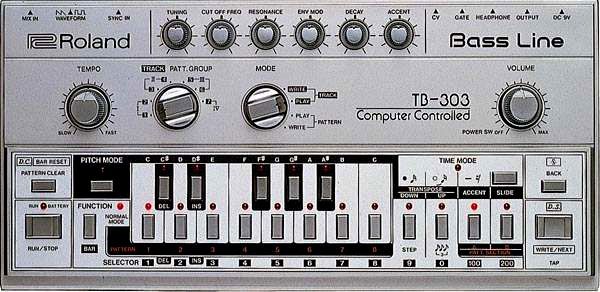 MIX IN WAVEFORM SYNC IN TUNING CUT OFF FREQ RESONANCE ENV MOD DECAY ACCENT CV GATE HEADPHONE OUTPUT DC 9V
Roland Bass Line
TEMPO TRACK PATT. GROUP MODE VOLUME
I II III IV
WRITE
PLAY
TRACK
PLAY
WRITE
PATTERN
SLOW FAST
TB-303
Computer Controlled
POWER SW OFF MAX
D.C. BAR RESET PITCH MODE C C# D D# E F F# G G# A A# B C TIME MODE
PATTERN CLEAR BACK
TRANSPOSE
DOWN UP ACCENT SLIDE
RUN BATTERY FUNCTION NORMAL MODE DEL INS D.S.
RUN/STOP BAR PATTERN 1 2 3 4 5 6 7 8 STEP PATT. SECTION WRITE/NEXT
SELECTOR 1 DEL 2 INS 3 4 5 6 7 8 9 0 100 200 TAP